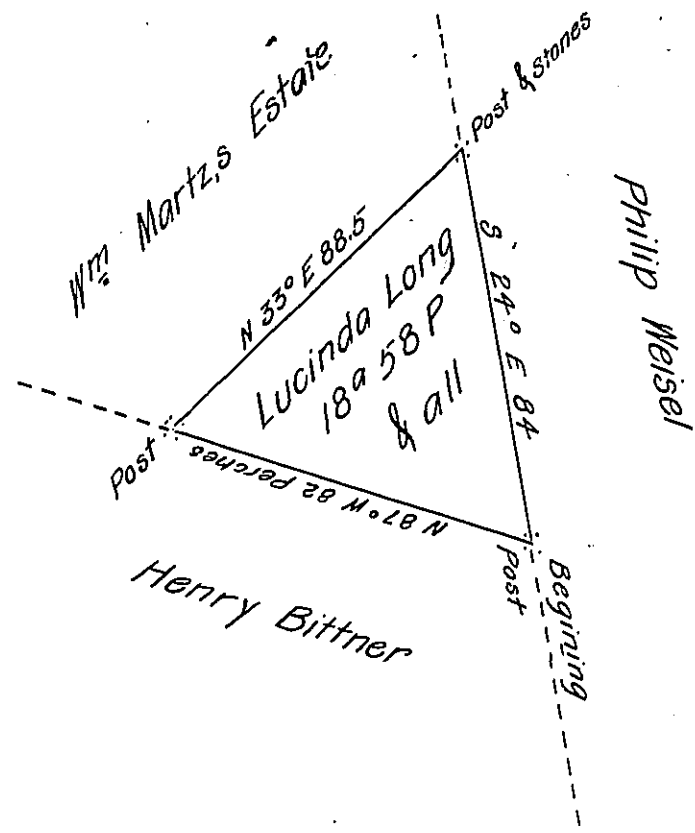 Wm Martz,s Estate
Post & Stones
Philip Weisel
N 33° E 88.5
S 24° E 84
Lucinda Long
18a 58 P
& all
Post
N 87° W 82 Perches
Post
Begining
Henry Bittner